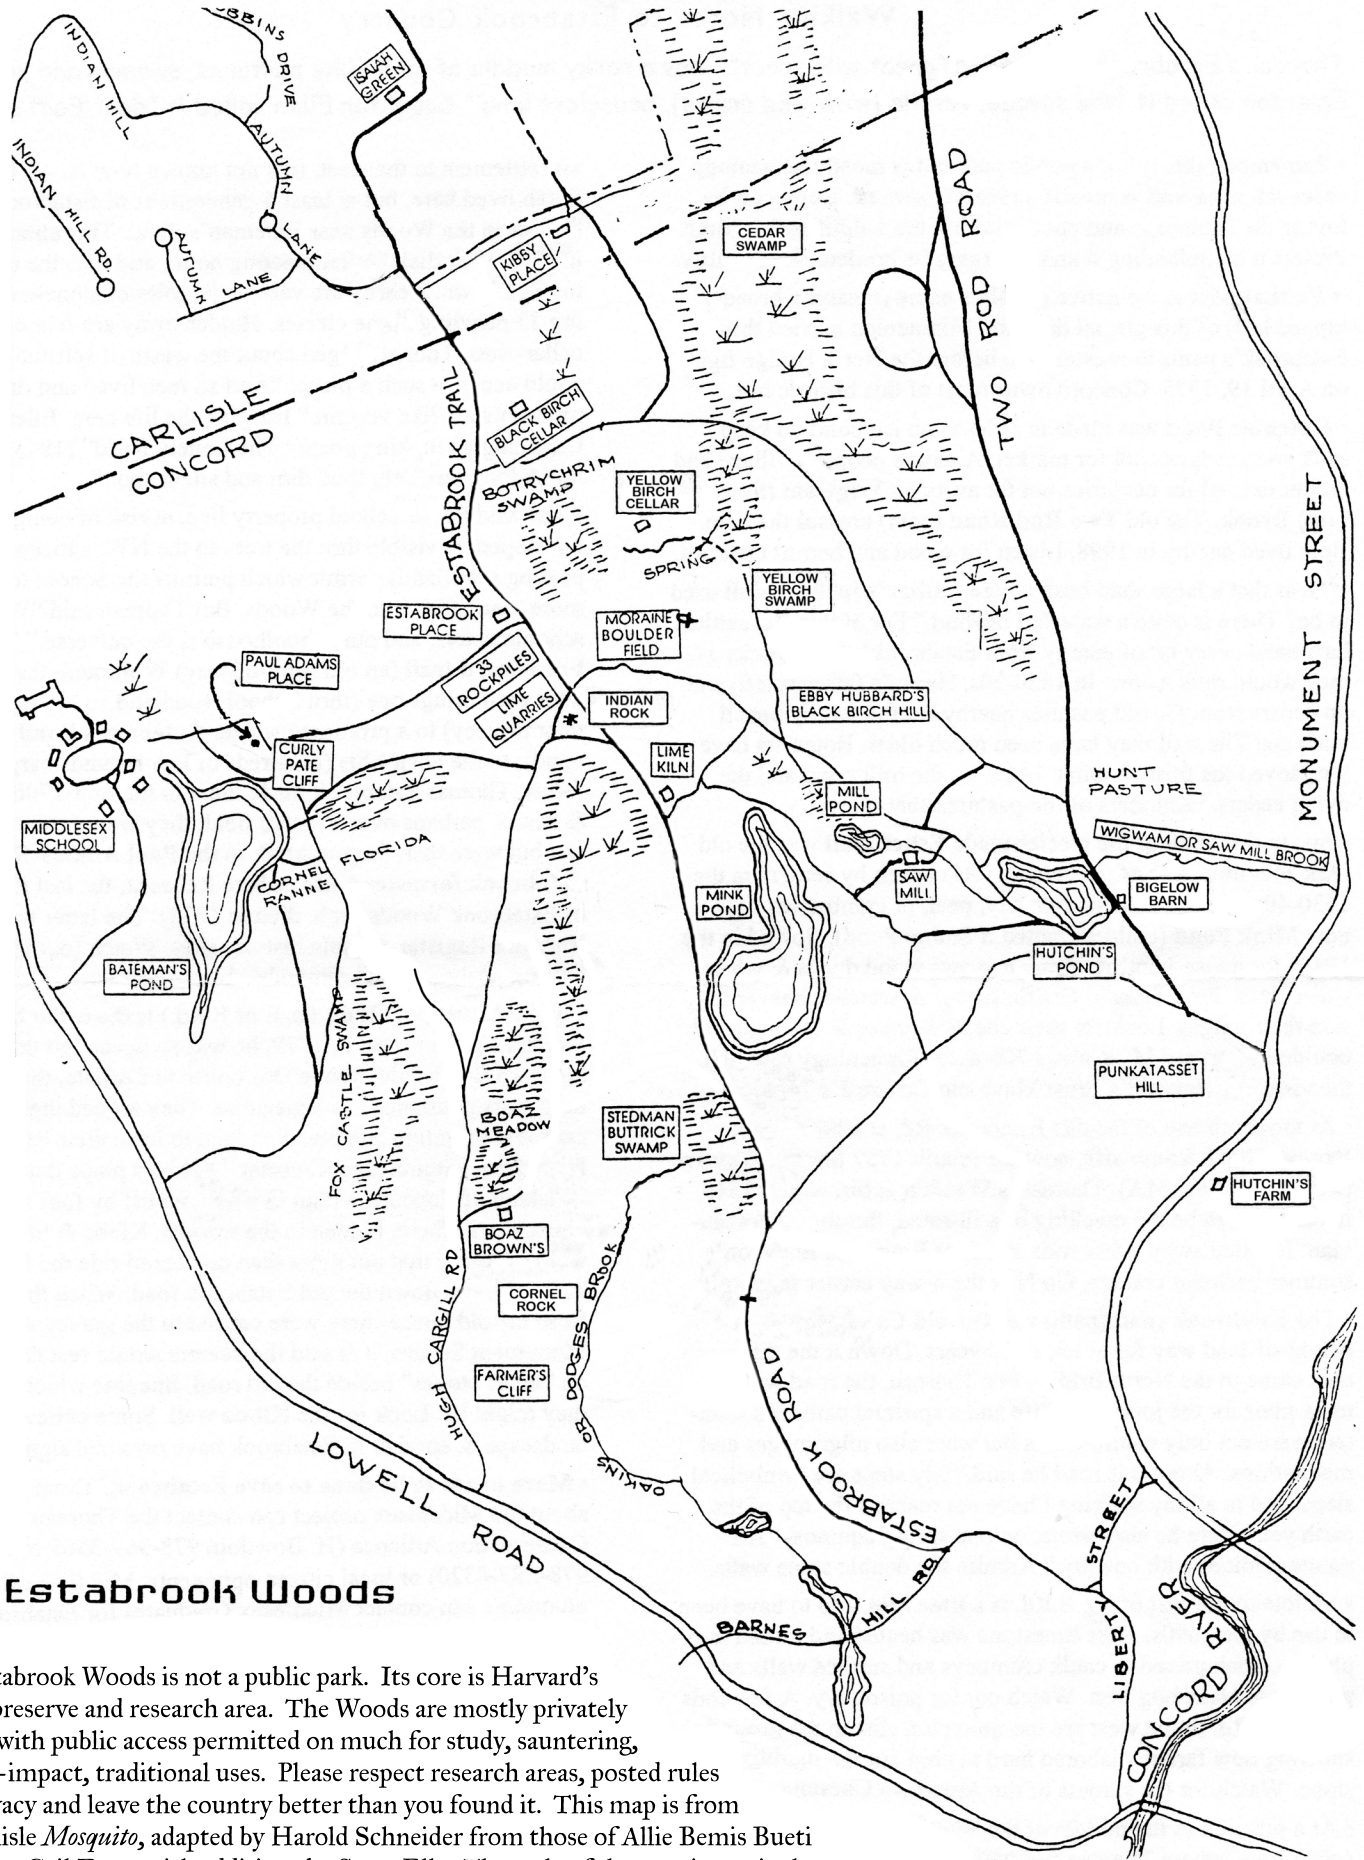 INDIAN HILL
BBINS DRIVE
ISAIAH
GREEN
INDIAN HILL RD.
AUTUMN LANE
AUTUMN LANE
KIBBY
PLACE
CEDAR
SWAMP
TWO ROD ROAD
CARLISLE
CONCORD
ESTABROOK TRAIL
BLACK BIRCH
CELLAR
BOTRYCHRIM
SWAMP
YELLOW
BIRCH
CELLAR
SPRING
YELLOW
BIRCH
SWAMP
MONUMENT STREET
ESTABROOK
PLACE
MORAINE
BOULDER
FIELD
PAUL ADAMS
PLACE
33
ROCKPILES
LIME
QUARRIES
INDIAN
ROCK
EBBY HUBBARD'S
BLACK BIRCH HILL
CURLY
PATE
CLIFF
LIME
KILN
MILL
POND
HUNT
PASTURE
MIDDLESEX
SCHOOL
FLORIDA
WIGWAM OR SAW MILL BROOK
CORNEL
RANNE
SAW
MILL
BIGELOW
BARN
MINK
POND
BATEMAN'S
POND
HUTCHIN'S
POND
FOX CASTLE SWAMP
PUNKATASSET
HILL
BOAZ
MEADOW
STEDMAN
BUTTRICK
SWAMP
HUTCHIN'S
FARM
BOAZ
BROWN'S
CORNEL
ROCK
HUGH CARGILL RD
FARMER'S
CLIFF
DAKINS OR DODGES BROOK
ESTABROOK ROAD
LOWELL ROAD
ESTABROOK
BARNES HILL RD.
LIBERTY STREET
CONCORD RIVER
Estabrook Woods
tabrook Woods is not a public park. Its core is Harvard's
preserve and research area. The Woods are mostly privately
with public access permitted on much for study, sauntering,
-impact, traditional uses. Please respect research areas, posted rules
vacy and leave the country better than you found it. This map is from
lisle Mosquito, adapted by Harold Schneider from those of Allie Bemis Bueti